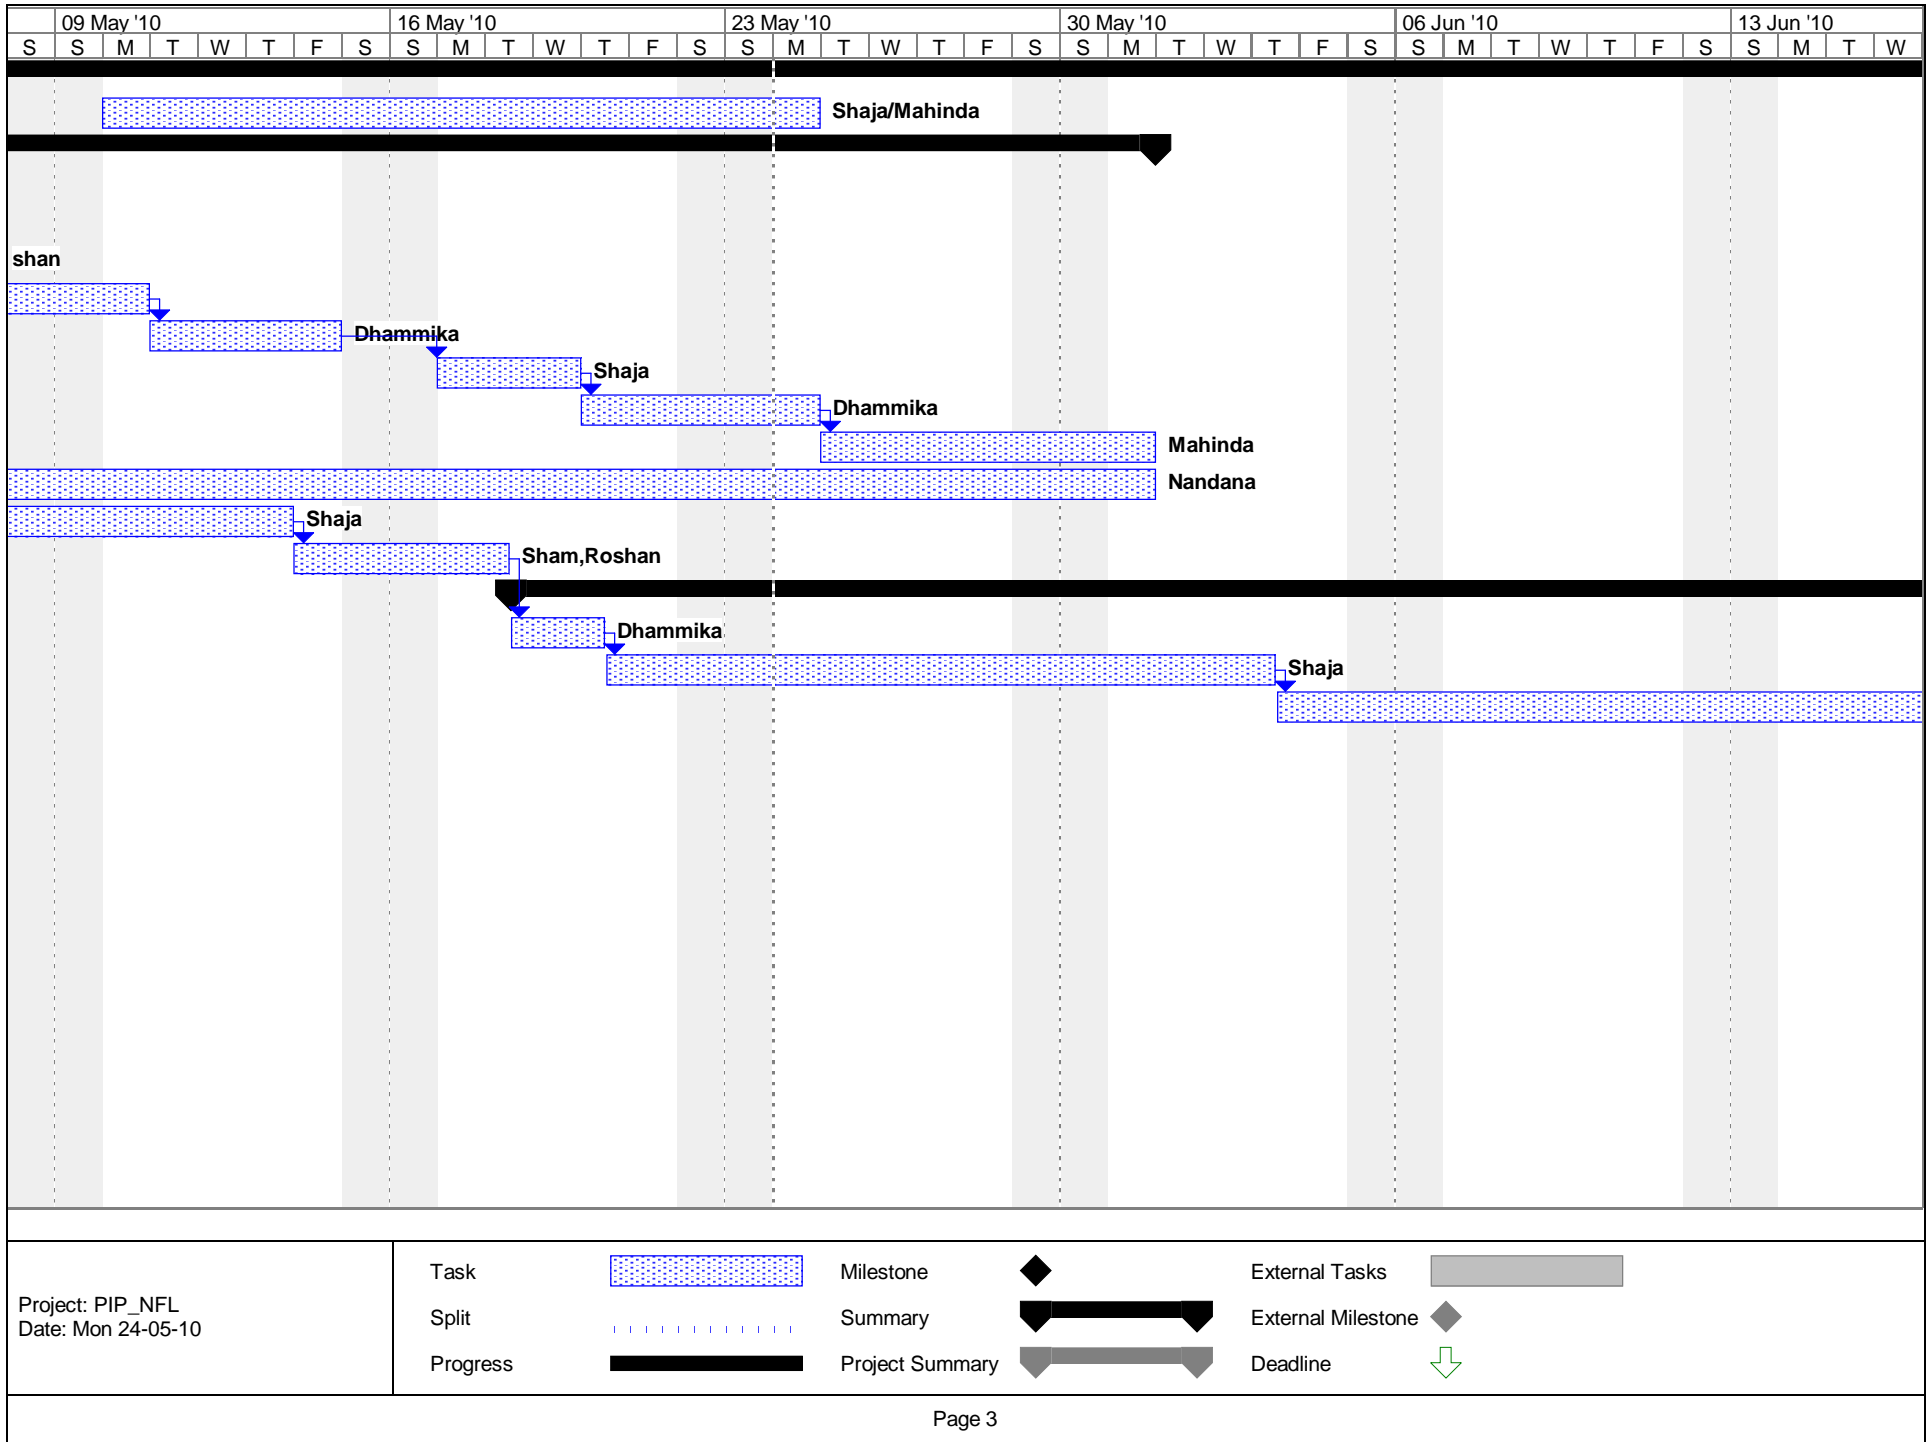 09 May '10 16 May '10 23 May '10 30 May '10 06 Jun '10 13 Jun '10
S S M T W T F S S M T W T F S S M T W T F S S M T W T F S S M T W T F S S M T W
Shaja/Mahinda
shan
Dhammika
Shaja
Dhammika
Mahinda
Nandana
Shaja
Sham,Roshan
Dhammika
Shaja
Project: PIP_NFL
Date: Mon 24-05-10
Task Milestone External Tasks
Split Summary External Milestone
Progress Project Summary Deadline
Page 3